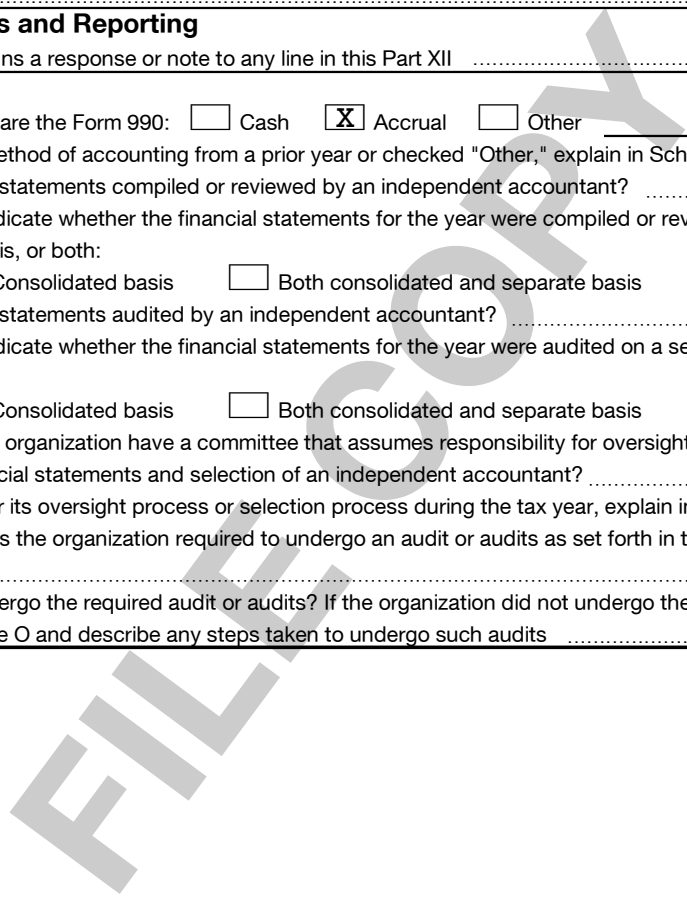 s and Reporting
ns a response or note to any line in this Part XII
are the Form 990: Cash X Accrual Other
ethod of accounting from a prior year or checked "Other," explain in Sch
statements compiled or reviewed by an independent accountant?
dicate whether the financial statements for the year were compiled or rev
is, or both:
Consolidated basis Both consolidated and separate basis
statements audited by an independent accountant?
dicate whether the financial statements for the year were audited on a se
Consolidated basis Both consolidated and separate basis
organization have a committee that assumes responsibility for oversight
cial statements and selection of an independent accountant?
r its oversight process or selection process during the tax year, explain in
s the organization required to undergo an audit or audits as set forth in t
ergo the required audit or audits? If the organization did not undergo the
e O and describe any steps taken to undergo such audits
FILE COPY